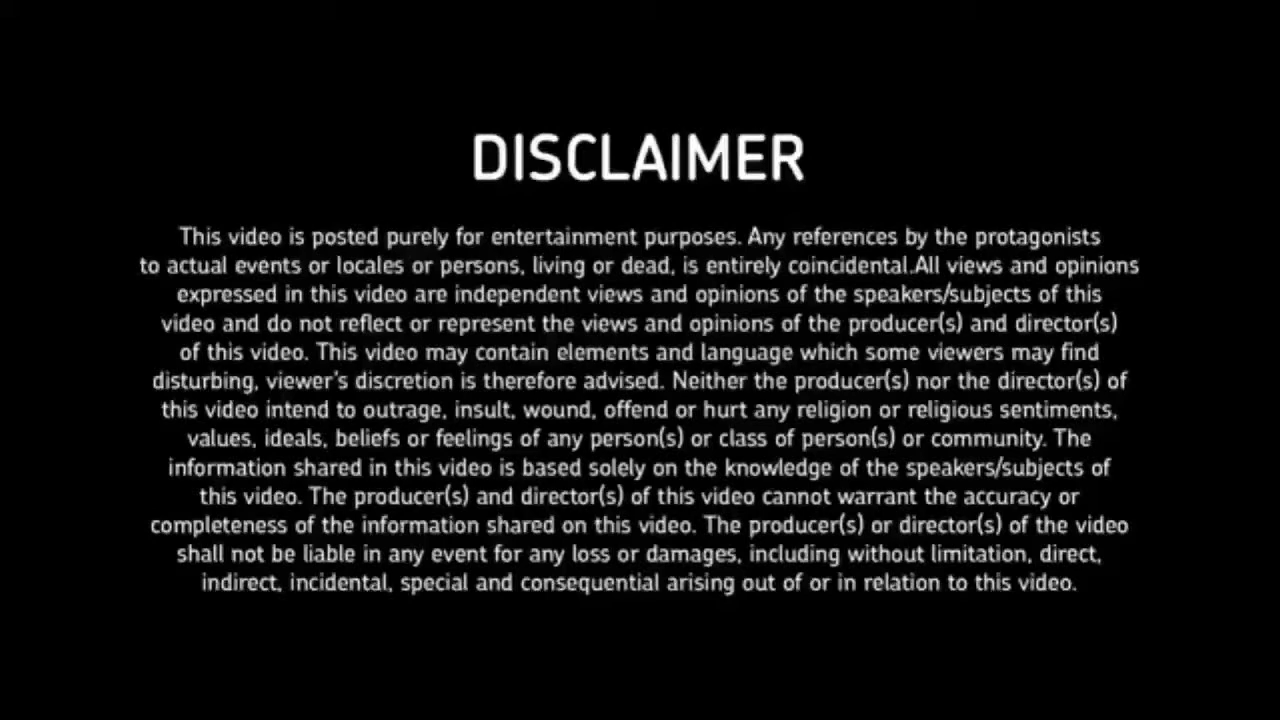 DISCLAIMER
This video is posted purely for entertainment purposes. Any references by the protagonists
to actual events or locales or persons, living or dead, is entirely coincidental.All views and opinions
expressed in this video are independent views and opinions of the speakers/subjects of this
video and do not reflect or represent the views and opinions of the producer(s) and director(s)
of this video. This video may contain elements and language which some viewers may find
disturbing, viewer's discretion is therefore advised. Neither the producer(s) nor the director(s) of
this video intend to outrage, insult, wound, offend or hurt any religion or religious sentiments,
values, ideals, beliefs or feelings of any person(s) or class of person(s) or community. The
information shared in this video is based solely on the knowledge of the speakers/subjects of
this video. The producer(s) and director(s) of this video cannot warrant the accuracy or
completeness of the information shared on this video. The producer(s) or director(s) of the video
shall not be liable in any event for any loss or damages, including without limitation, direct,
indirect, incidental, special and consequential arising out of or in relation to this video.